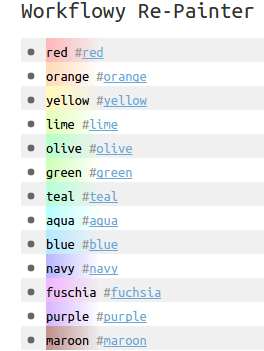 Workflowy Re-Painter
red #red
orange #orange
yellow #yellow
lime #lime
olive #olive
green #green
teal #teal
aqua #aqua
blue #blue
navy #navy
fuschia #fuchsia
purple #purple
maroon #maroon